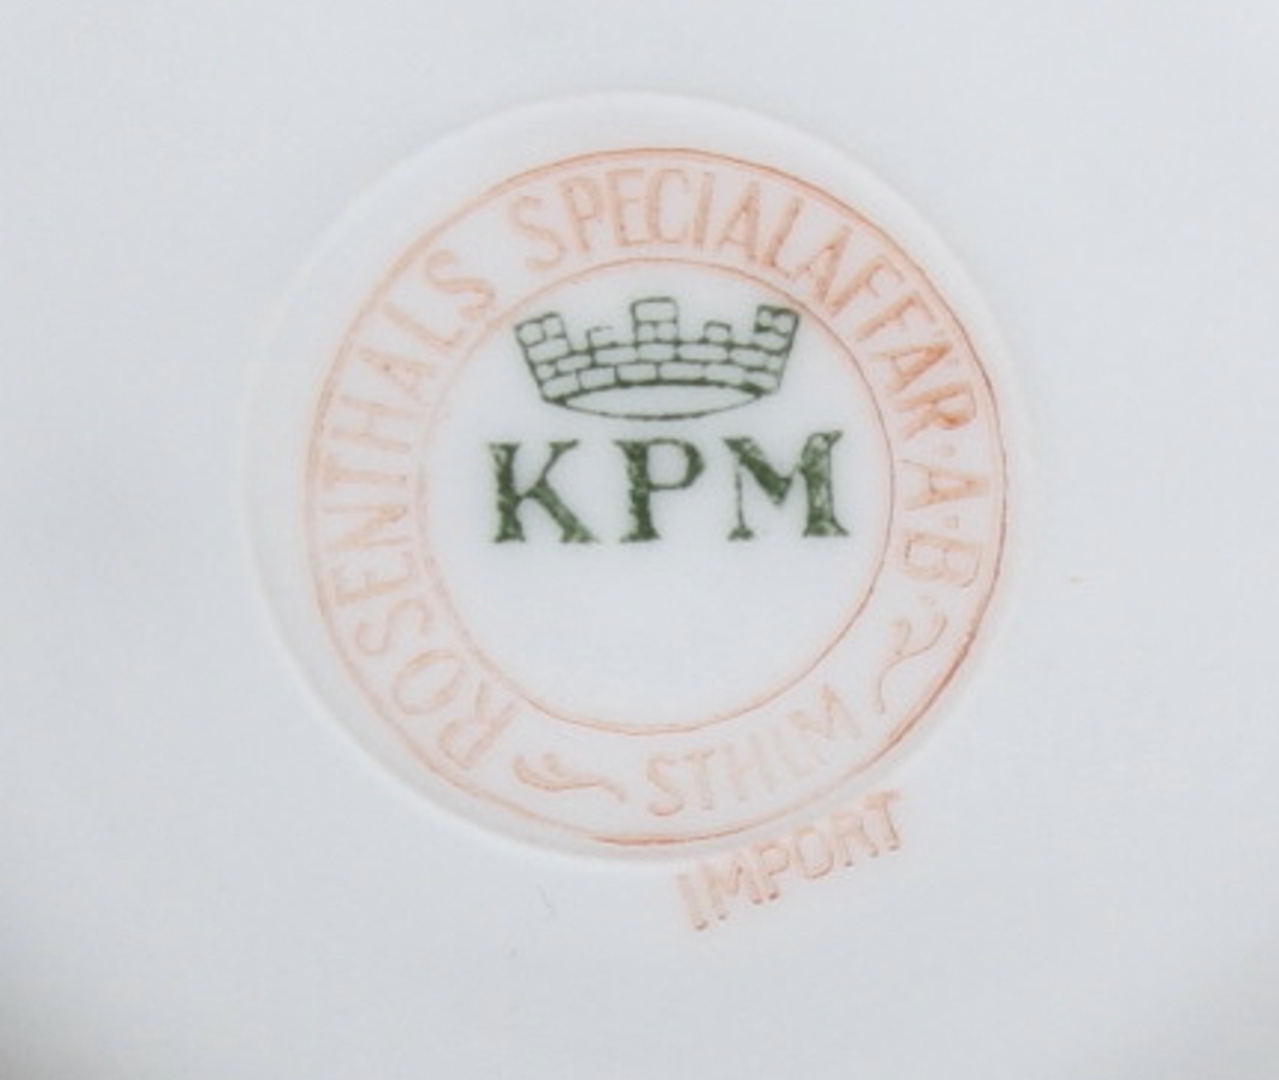 ROSENTHALS SPECIALAFFÄR·A·B·
KPM
STHLM
IMPORT